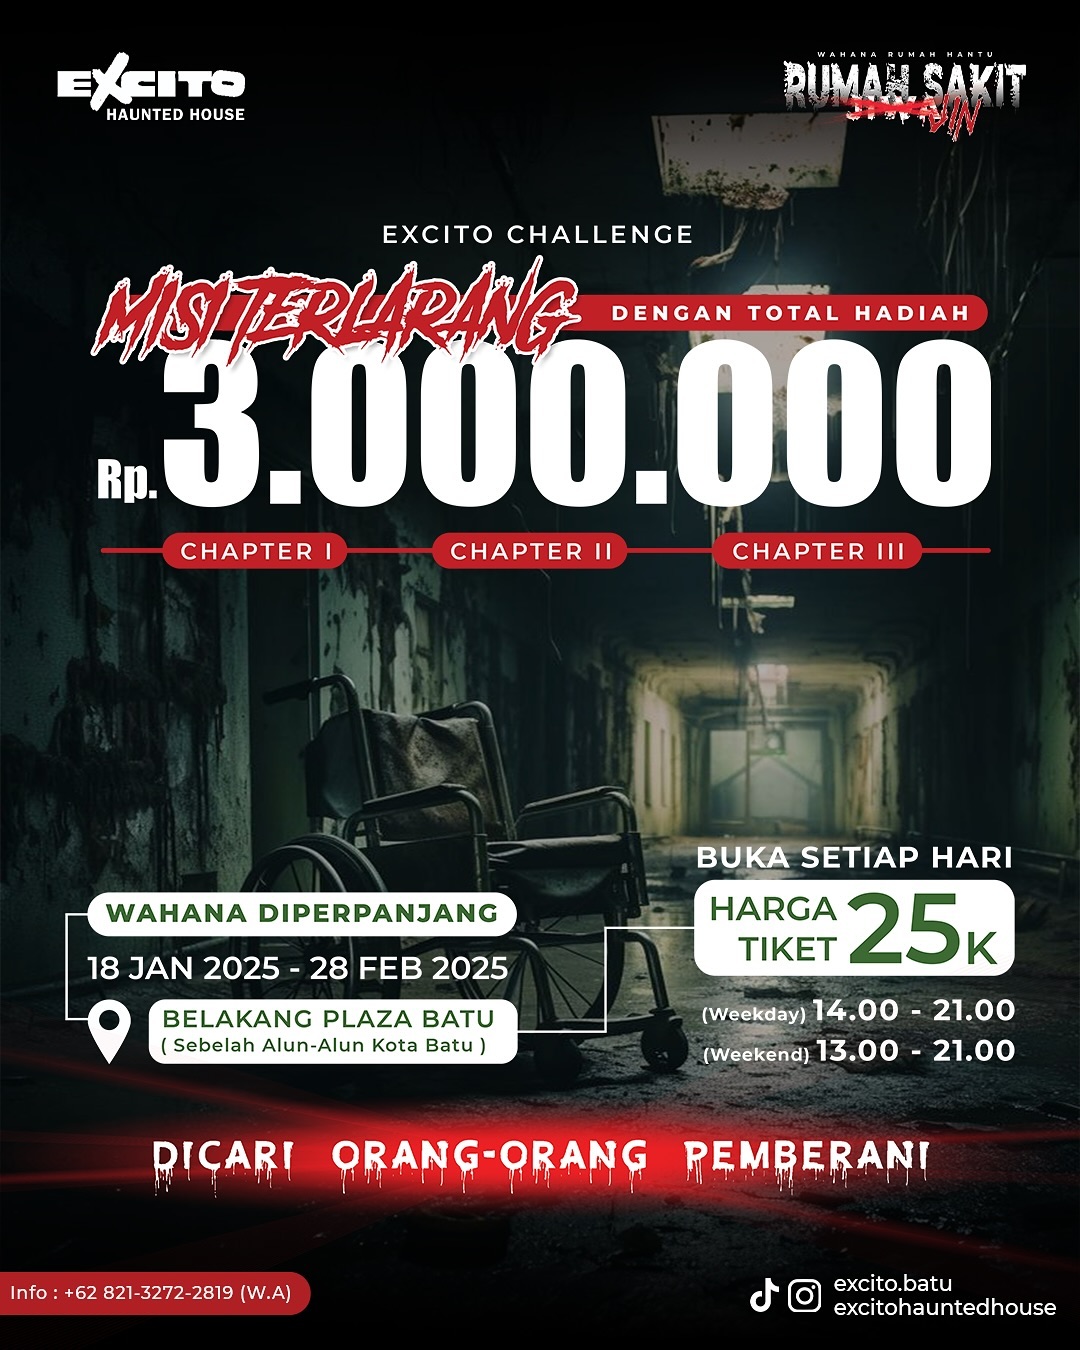 EXCITO
HAUNTED HOUSE
WAHANA RUMAH HANTU
RUMAH SAKIT
JIN
EXCITO CHALLENGE
MISI TERLARANG
DENGAN TOTAL HADIAH
Rp. 3.000.000
CHAPTER I
CHAPTER II
CHAPTER III
BUKA SETIAP HARI
HARGA TIKET 25K
(Weekday) 14.00 - 21.00
(Weekend) 13.00 - 21.00
WAHANA DIPERPANJANG
18 JAN 2025 - 28 FEB 2025
BELAKANG PLAZA BATU
( Sebelah Alun-Alun Kota Batu )
DICARI ORANG-ORANG PEMBERANI
Info : +62 821-3272-2819 (W.A)
excito.batu
excitohauntedhouse